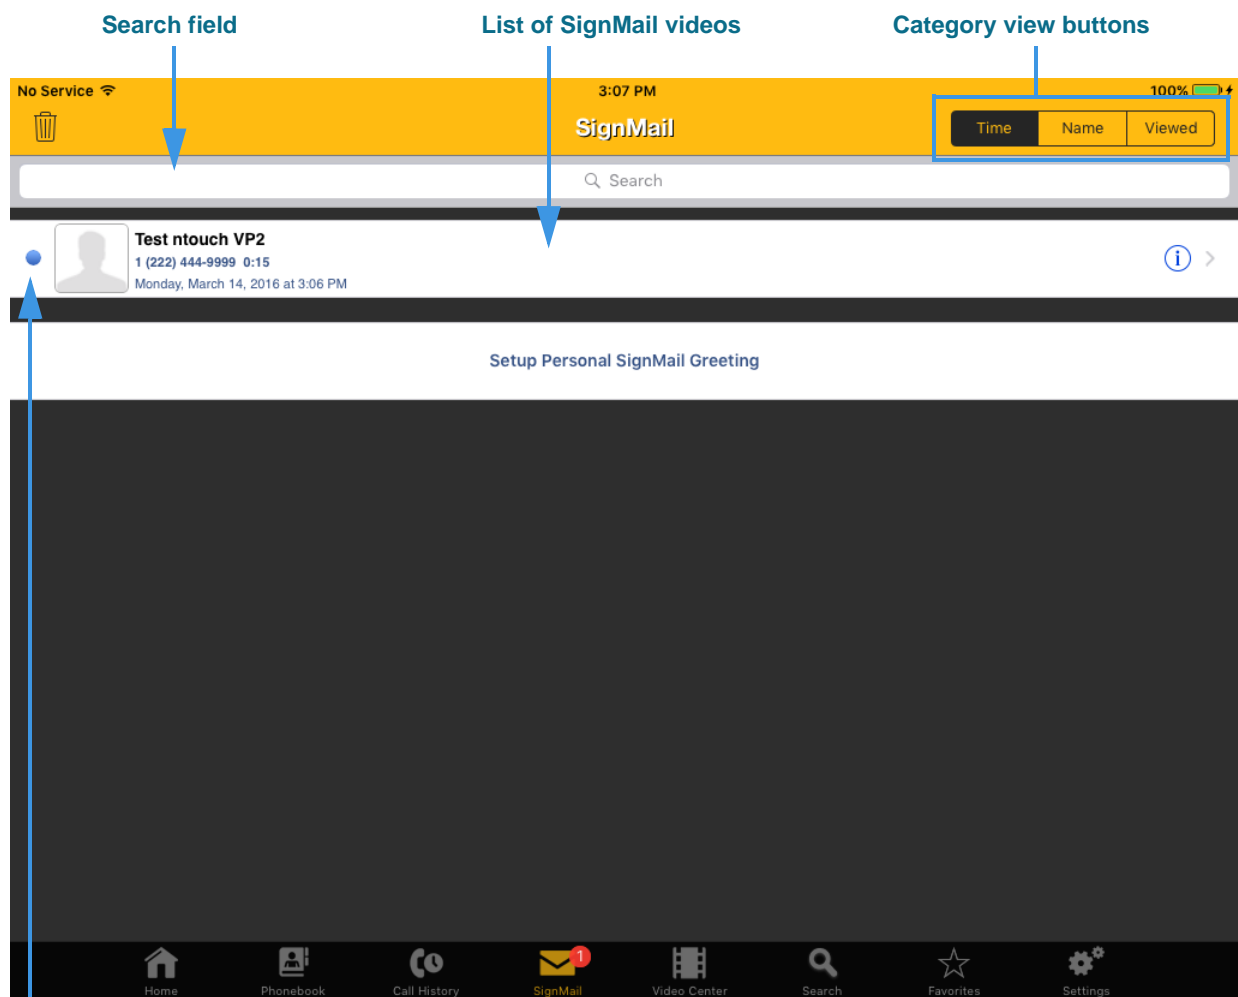 Search field List of SignMail videos Category view buttons
No Service 3:07 PM 100%
SignMail Time Name Viewed
Search
Test ntouch VP2
1 (222) 444-9999 0:15
Monday, March 14, 2016 at 3:06 PM
i
Setup Personal SignMail Greeting
1
Home Phonebook Call History SignMail Video Center Search Favorites Settings